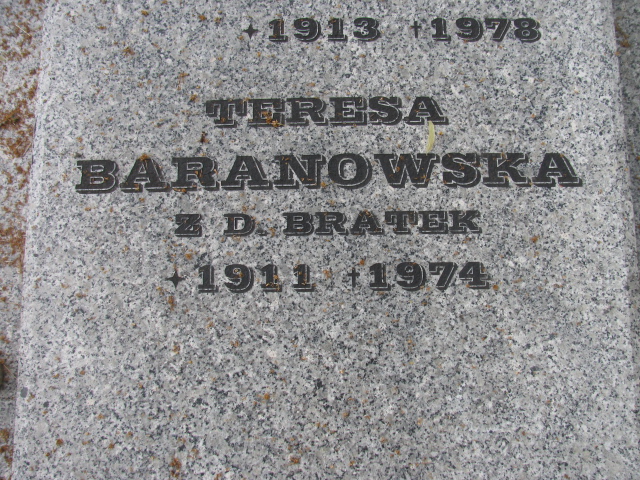 ✦1913 †1978
TERESA
BARANOWSKA
Z D. BRATEK
✦1911 †1974